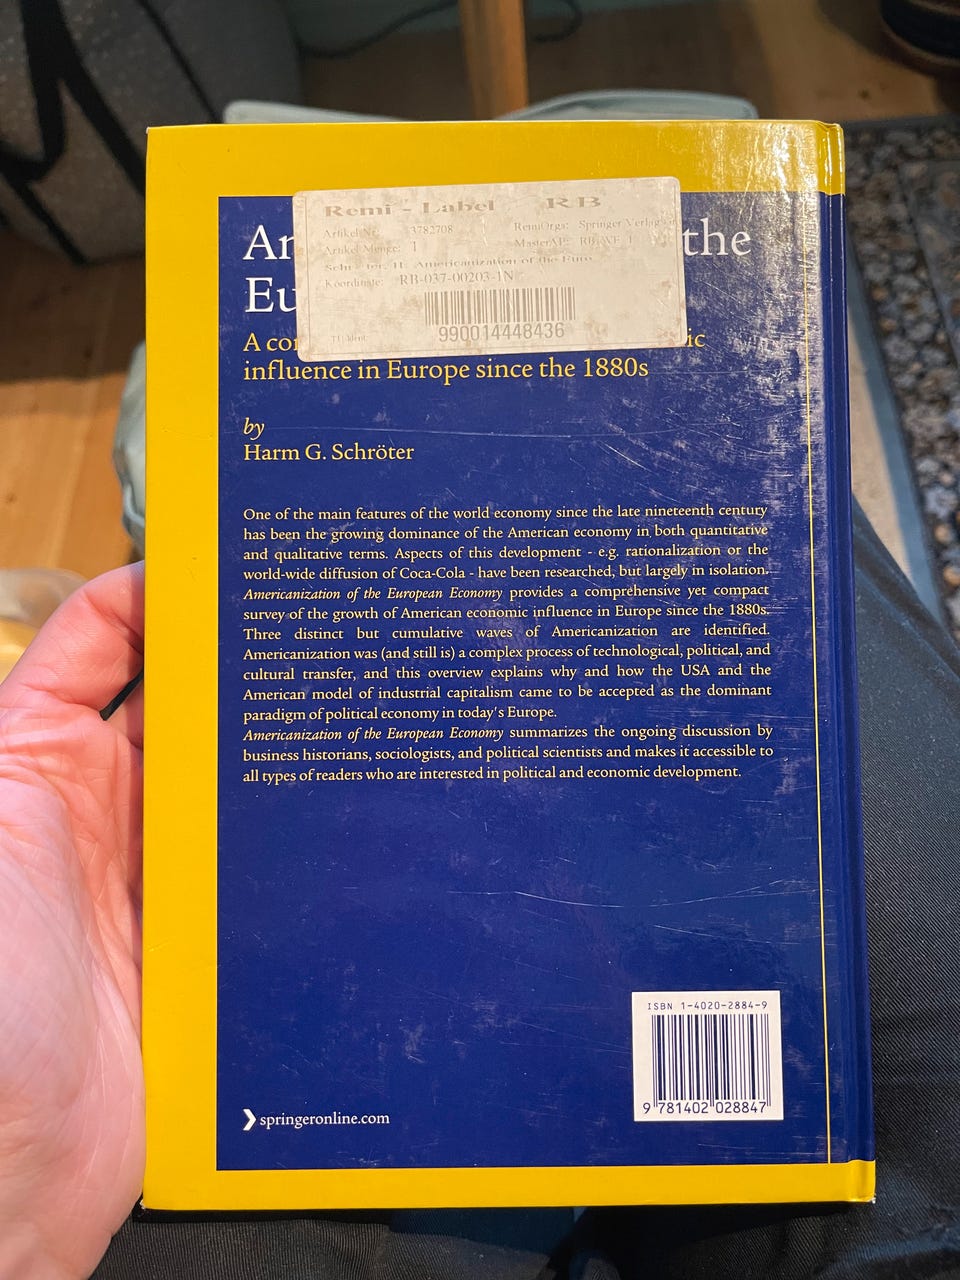 Remi - Label RB
Artikel Nr: 3782708 RemiOrga: Springer Verlags
Artikel Menge: 1 MasterAP: RB
H. Americanization of the Euro
Koordinate: RB-037-00203-1N
990014448436
An the
Eu
A co ic
influence in Europe since the 1880s
by
Harm G. Schröter
One of the main features of the world economy since the late nineteenth century
has been the growing dominance of the American economy in both quantitative
and qualitative terms. Aspects of this development - e.g. rationalization or the
world-wide diffusion of Coca-Cola - have been researched, but largely in isolation.
Americanization of the European Economy provides a comprehensive yet compact
survey of the growth of American economic influence in Europe since the 1880s.
Three distinct but cumulative waves of Americanization are identified.
Americanization was (and still is) a complex process of technological, political, and
cultural transfer, and this overview explains why and how the USA and the
American model of industrial capitalism came to be accepted as the dominant
paradigm of political economy in today's Europe.
Americanization of the European Economy summarizes the ongoing discussion by
business historians, sociologists, and political scientists and makes it accessible to
all types of readers who are interested in political and economic development.
ISBN 1-4020-2884-9
9 781402 028847
springeronline.com